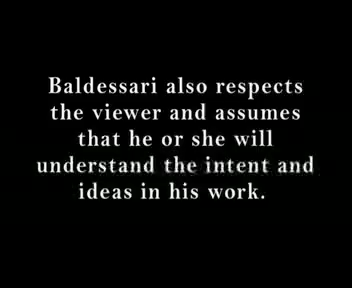 Baldessari also respects
the viewer and assumes
that he or she will
understand the intent and
ideas in his work.